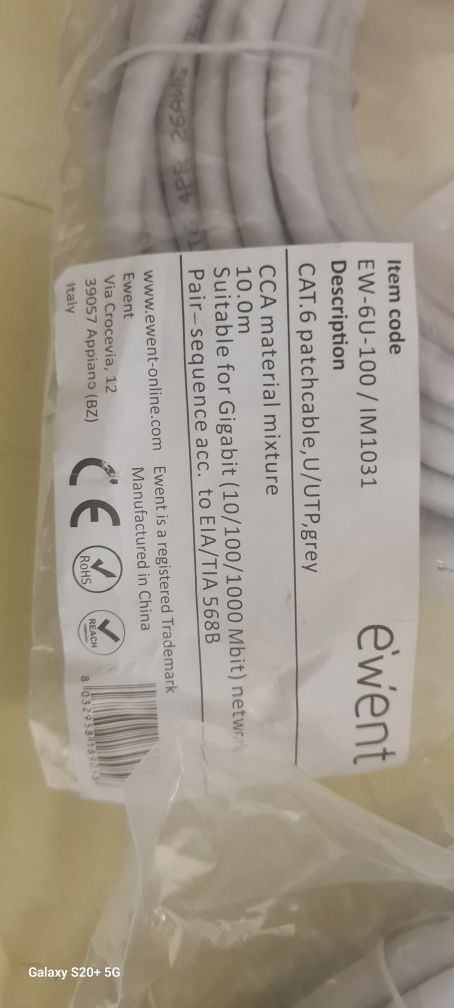 Item code
EW-6U-100 / IM1031
Description
CAT.6 patchcable,U/UTP,grey
ewent
CCA material mixture
10.0m
Suitable for Gigabit (10/100/1000 Mbit)
Pair-sequence acc. to EIA/TIA 568B
www.ewent-online.com
Ewent
Via Crocevia, 12
39057 Appiano (BZ)
Italy
Ewent is a registered Trademark
Manufactured in China
CE
RoHS
REACH
Galaxy S20+ 5G